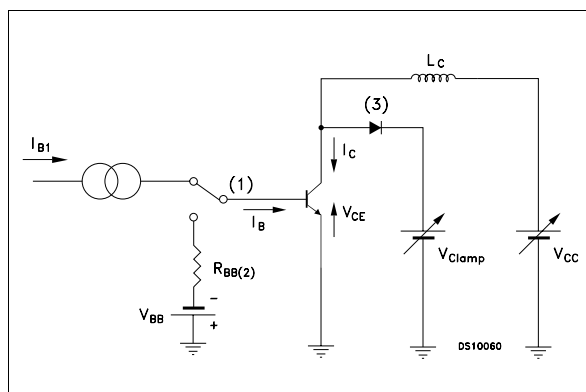 L_C
(3)
I_B1
(1)
I_C
I_B
V_CE
R_BB(2)
V_Clamp
V_CC
-
V_BB
+
DS10060